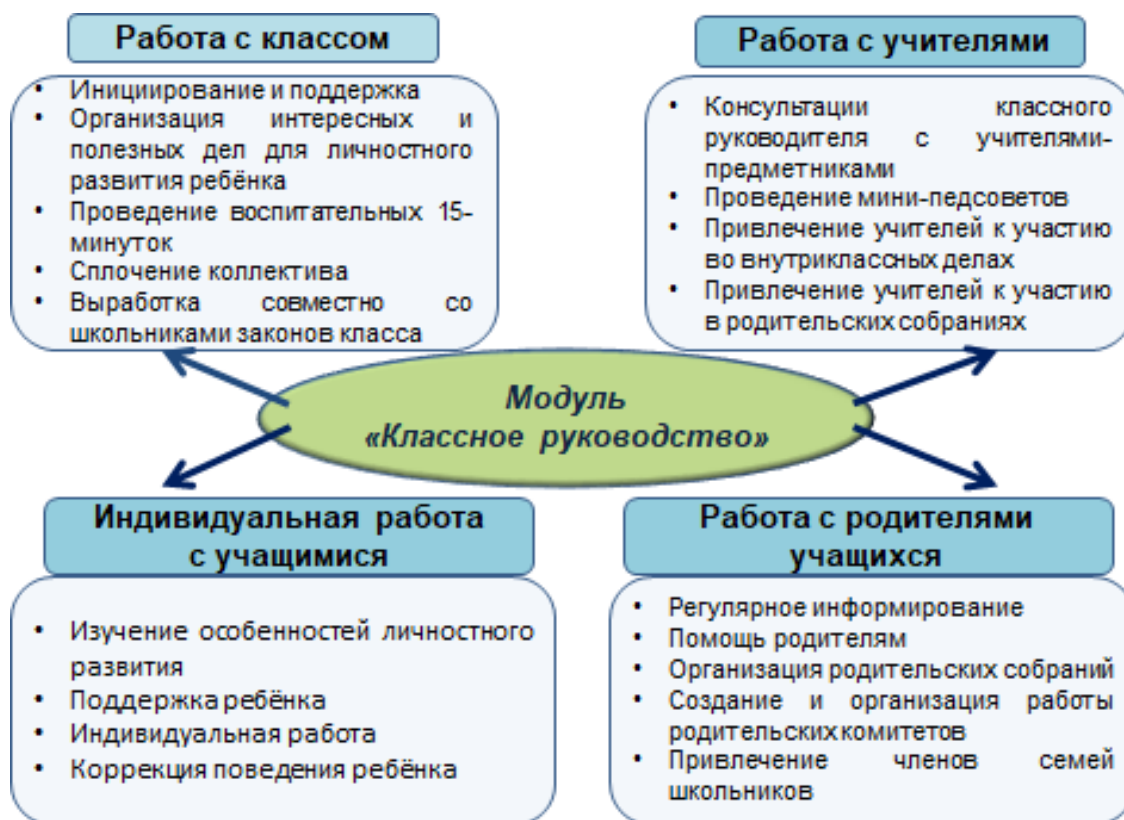 Работа с классом
• Инициирование и поддержка
• Организация интересных и
полезных дел для личностного
развития ребёнка
• Проведение воспитательных 15-
минуток
• Сплочение коллектива
• Выработка совместно со
школьниками законов класса
Работа с учителями
• Консультации классного
руководителя с учителями-
предметниками
• Проведение мини-педсоветов
• Привлечение учителей к участию
во внутриклассных делах
• Привлечение учителей к участию
в родительских собраниях
Модуль
«Классное руководство»
Индивидуальная работа
с учащимися
• Изучение особенностей личностного
развития
• Поддержка ребёнка
• Индивидуальная работа
• Коррекция поведения ребёнка
Работа с родителями
учащихся
• Регулярное информирование
• Помощь родителям
• Организация родительских собраний
• Создание и организация работы
родительских комитетов
• Привлечение членов семей
школьников